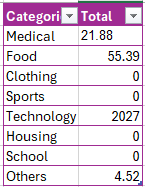 Categori Total
Medical 21.88
Food 55.39
Clothing 0
Sports 0
Technology 2027
Housing 0
School 0
Others 4.52